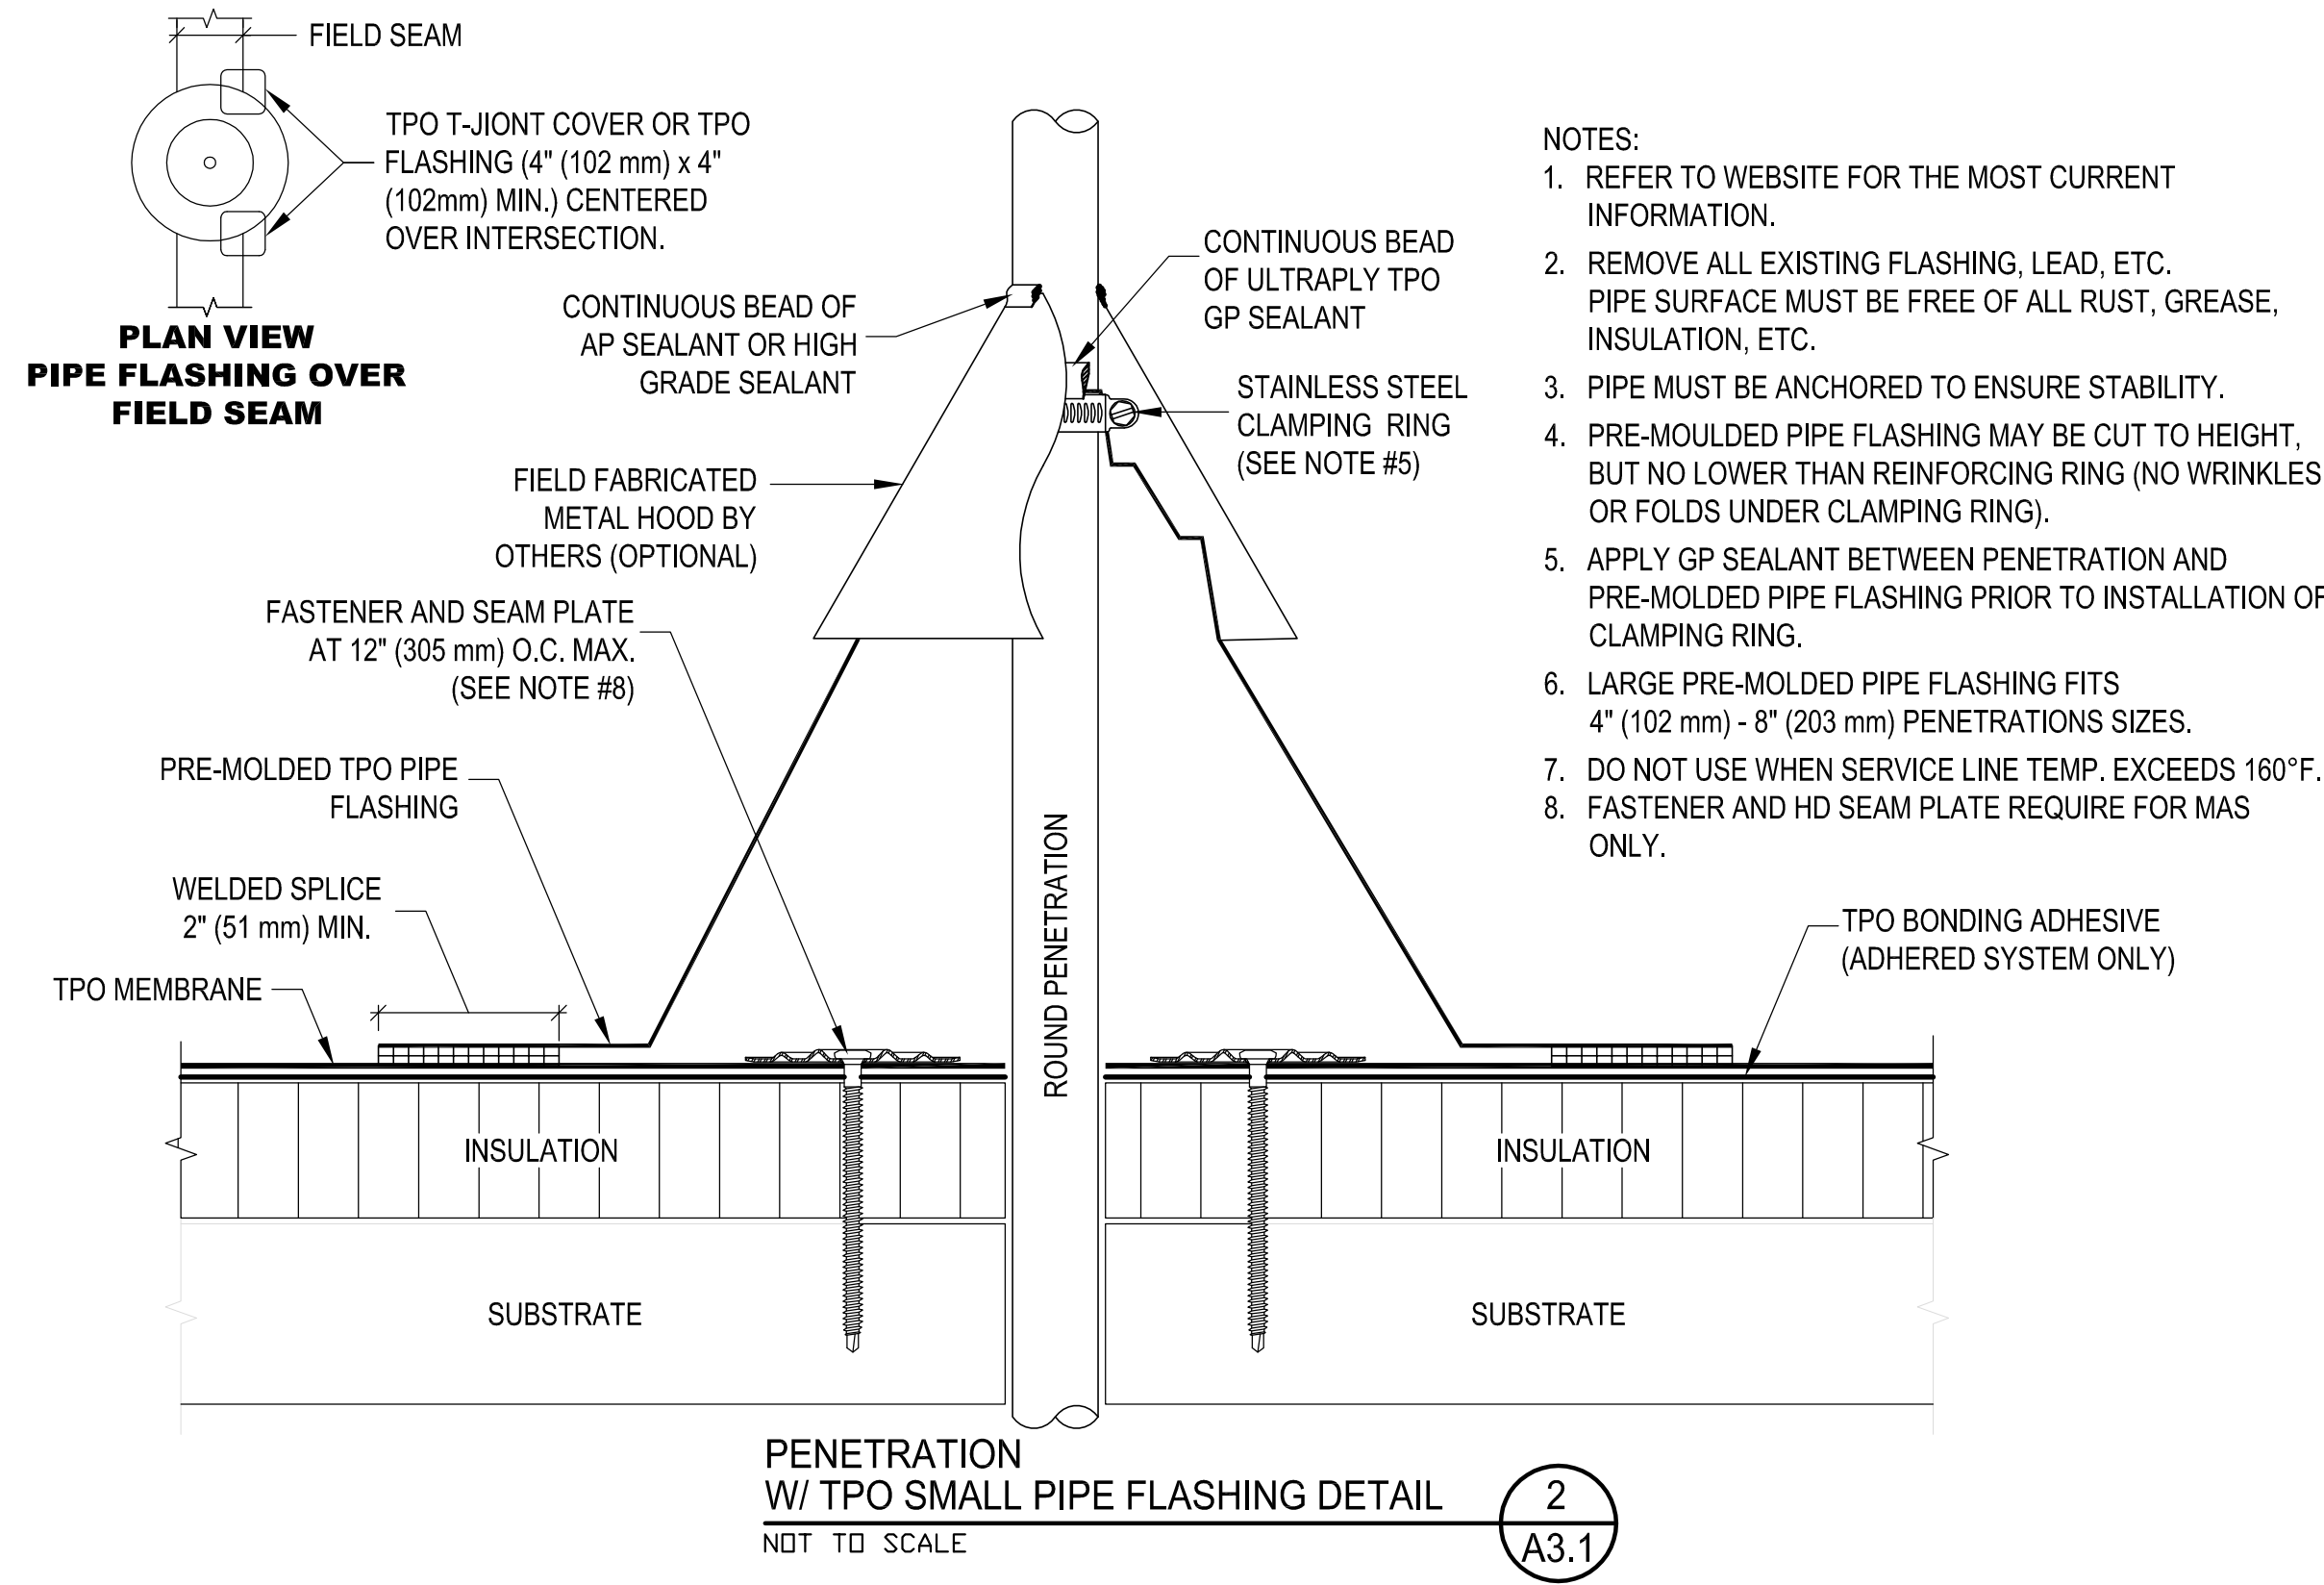 FIELD SEAM
TPO T-JIONT COVER OR TPO
FLASHING (4" (102 mm) x 4"
(102mm) MIN.) CENTERED
OVER INTERSECTION.
PLAN VIEW
PIPE FLASHING OVER
FIELD SEAM
CONTINUOUS BEAD OF
AP SEALANT OR HIGH
GRADE SEALANT
FIELD FABRICATED
METAL HOOD BY
OTHERS (OPTIONAL)
FASTENER AND SEAM PLATE
AT 12" (305 mm) O.C. MAX.
(SEE NOTE #8)
PRE-MOLDED TPO PIPE
FLASHING
WELDED SPLICE
2" (51 mm) MIN.
TPO MEMBRANE
CONTINUOUS BEAD
OF ULTRAPLY TPO
GP SEALANT
STAINLESS STEEL
CLAMPING RING
(SEE NOTE #5)
NOTES:
1. REFER TO WEBSITE FOR THE MOST CURRENT
INFORMATION.
2. REMOVE ALL EXISTING FLASHING, LEAD, ETC.
PIPE SURFACE MUST BE FREE OF ALL RUST, GREASE,
INSULATION, ETC.
3. PIPE MUST BE ANCHORED TO ENSURE STABILITY.
4. PRE-MOULDED PIPE FLASHING MAY BE CUT TO HEIGHT,
BUT NO LOWER THAN REINFORCING RING (NO WRINKLES
OR FOLDS UNDER CLAMPING RING).
5. APPLY GP SEALANT BETWEEN PENETRATION AND
PRE-MOLDED PIPE FLASHING PRIOR TO INSTALLATION OF
CLAMPING RING.
6. LARGE PRE-MOLDED PIPE FLASHING FITS
4" (102 mm) - 8" (203 mm) PENETRATIONS SIZES.
7. DO NOT USE WHEN SERVICE LINE TEMP. EXCEEDS 160°F.
8. FASTENER AND HD SEAM PLATE REQUIRE FOR MAS
ONLY.
TPO BONDING ADHESIVE
(ADHERED SYSTEM ONLY)
ROUND PENETRATION
INSULATION
INSULATION
SUBSTRATE
SUBSTRATE
PENETRATION
W/ TPO SMALL PIPE FLASHING DETAIL
NOT TO SCALE
2
A3.1